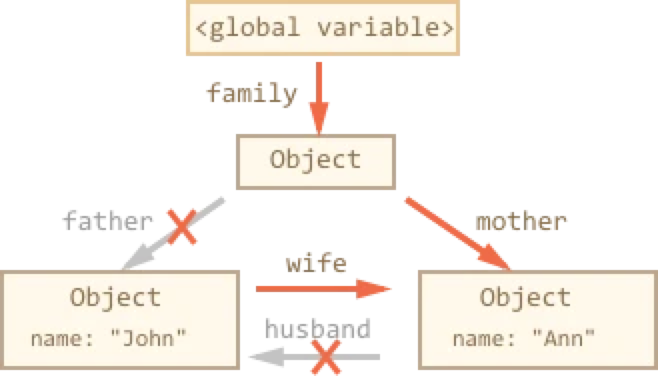 <global variable>
family
Object
father
mother
wife
Object
Object
husband
name: "John"
name: "Ann"